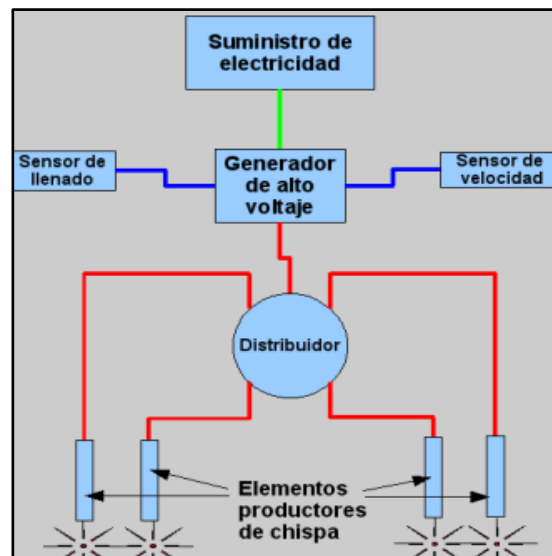 Suministro de
electricidad
Sensor de
llenado
Generador
de alto
voltaje
Sensor de
velocidad
Distribuidor
Elementos
productores
de chispa